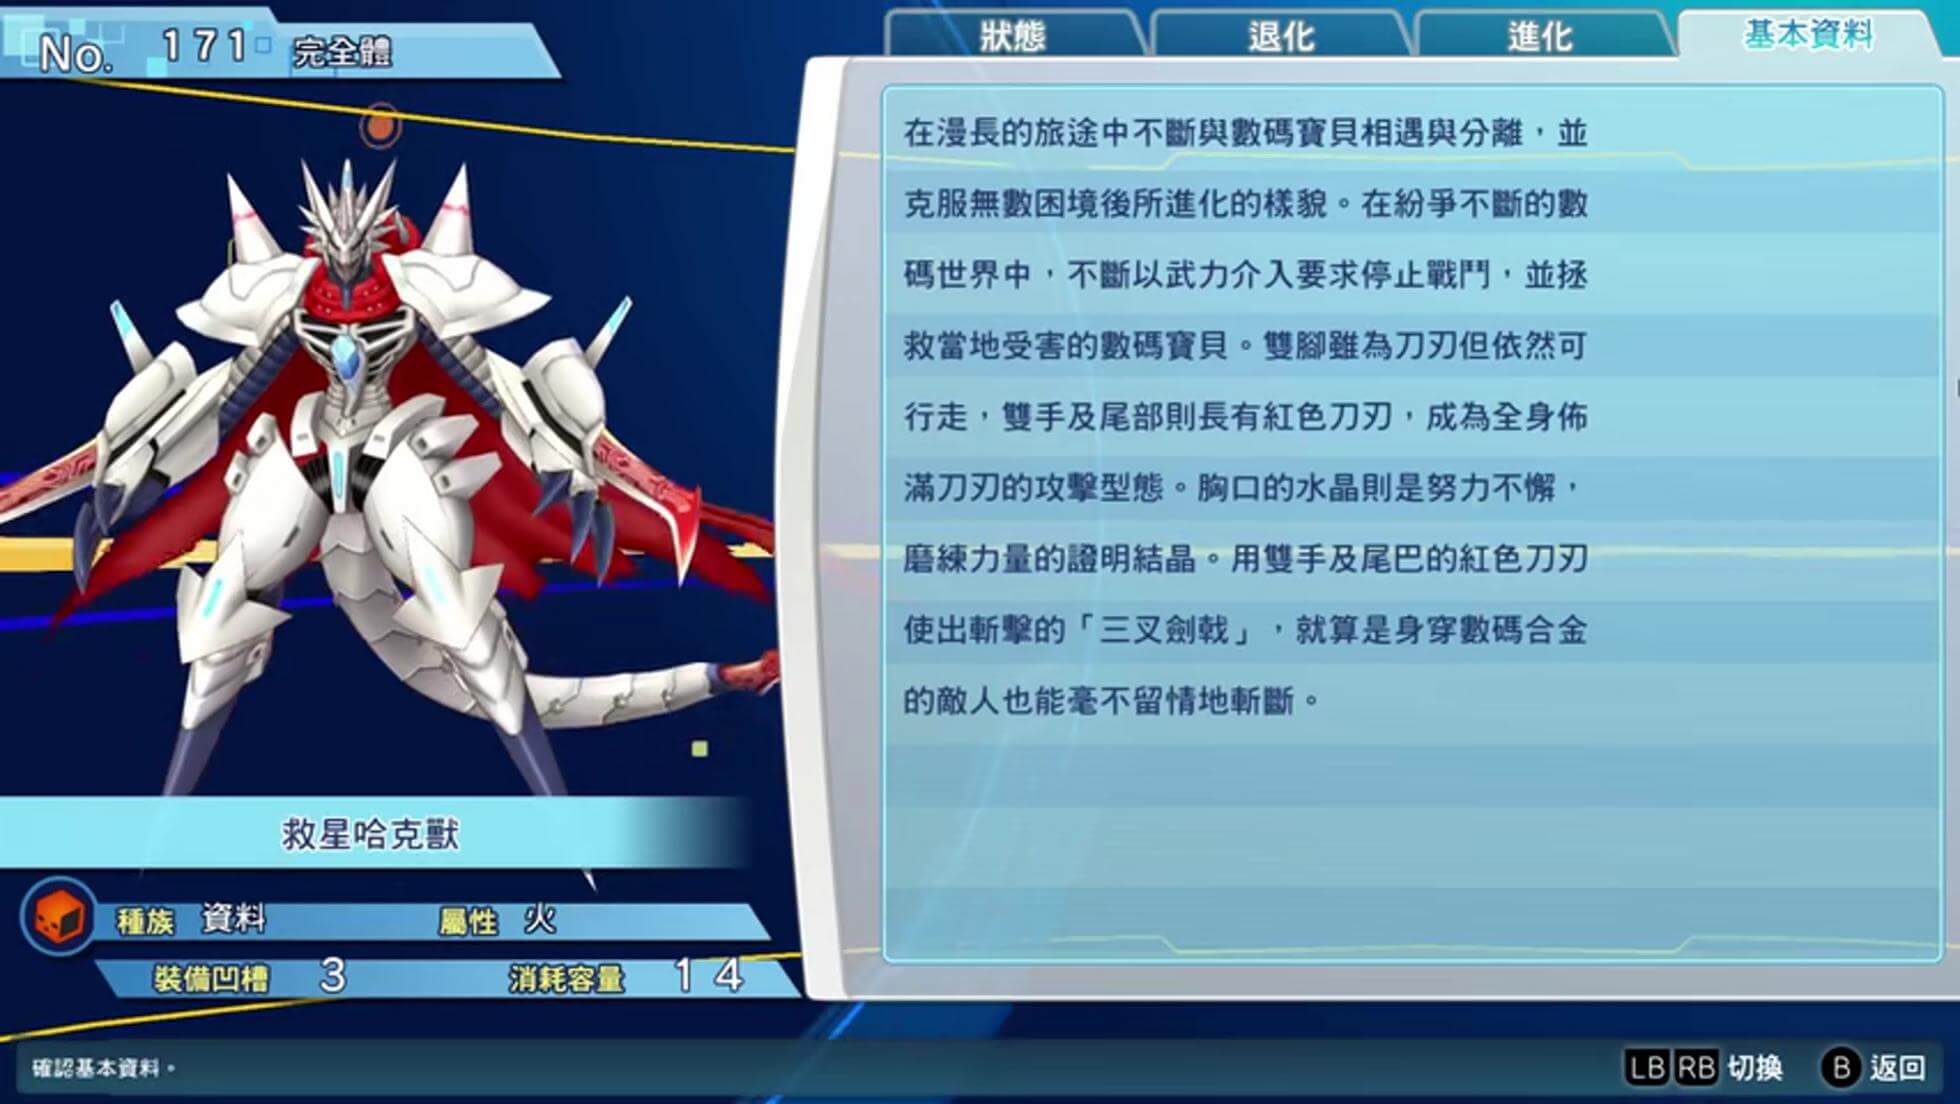 No. 171 完全體
狀態 退化 進化 基本資料
在漫長的旅途中不斷與數碼寶貝相遇與分離，並
克服無數困境後所進化的樣貌。在紛爭不斷的數
碼世界中，不斷以武力介入要求停止戰鬥，並拯
救當地受害的數碼寶貝。雙腳雖為刀刃但依然可
行走，雙手及尾部則長有紅色刀刃，成為全身佈
滿刀刃的攻擊型態。胸口的水晶則是努力不懈，
磨練力量的證明結晶。用雙手及尾巴的紅色刀刃
使出斬擊的「三叉劍戟」，就算是身穿數碼合金
的敵人也能毫不留情地斬斷。
救星哈克獸
種族 資料 屬性 火
裝備凹槽 3 消耗容量 14
確認基本資料。
LB RB 切換 B 返回